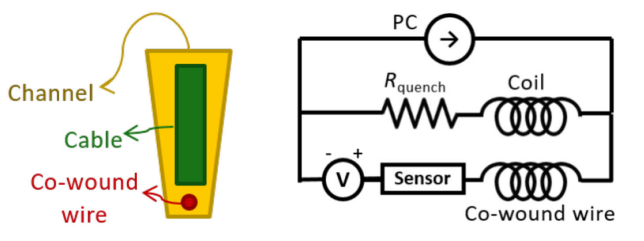 Channel
Cable
Co-wound
wire
PC
R quench
Coil
- +
V
Sensor
Co-wound wire